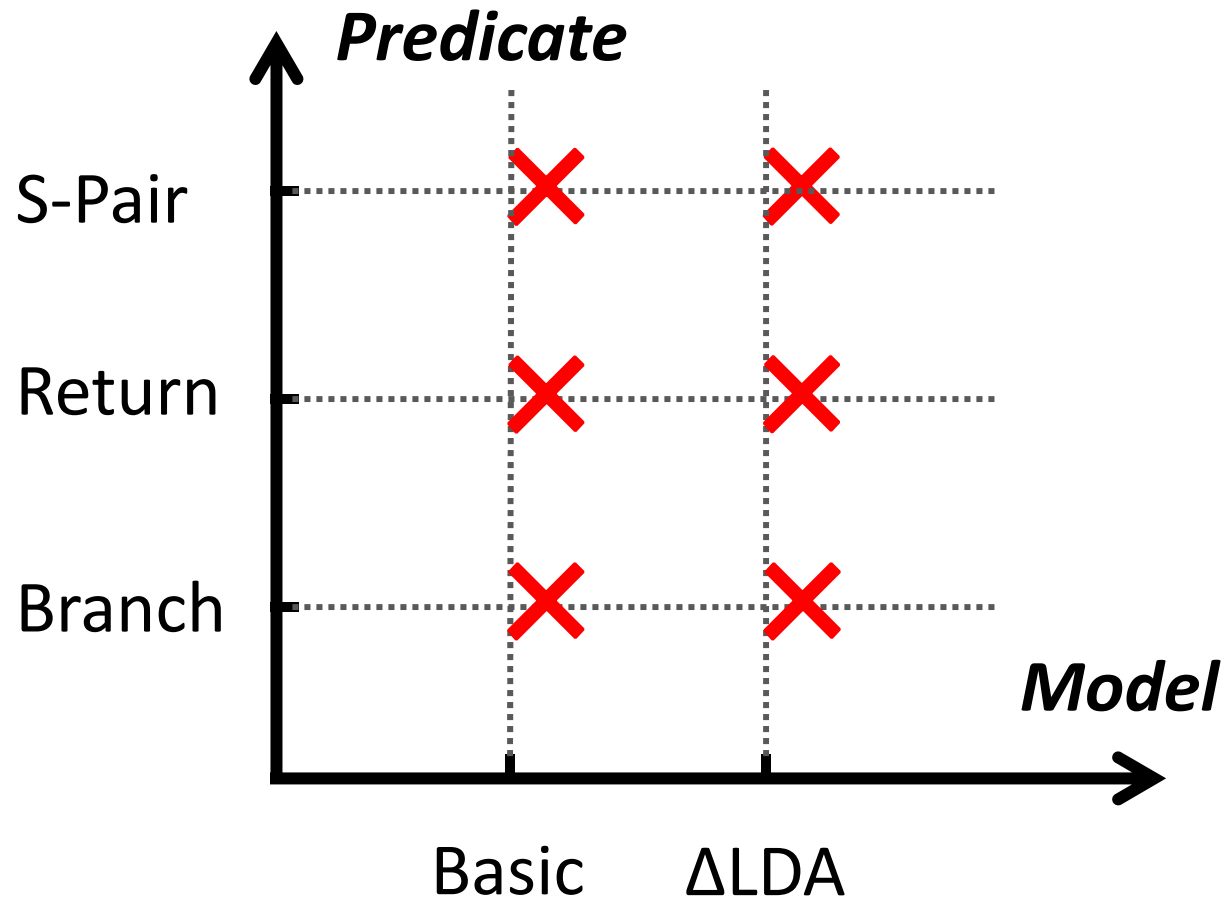 Predicate
S-Pair
Return
Branch
Model
Basic
ΔLDA